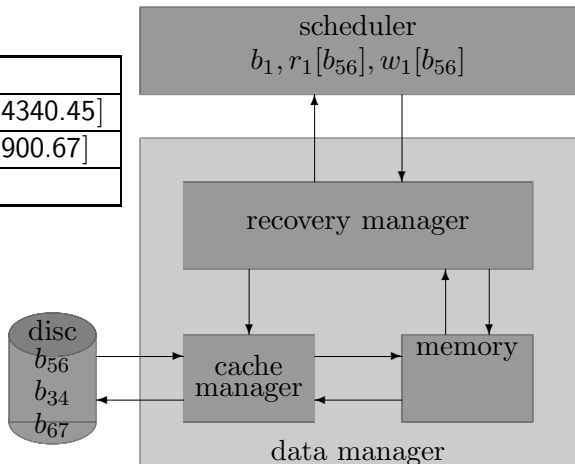 scheduler
b₁, r₁[b₅₆], w₁[b₅₆]
4340.45]
900.67]
recovery manager
disc
b₅₆
b₃₄
b₆₇
cache
manager
memory
data manager